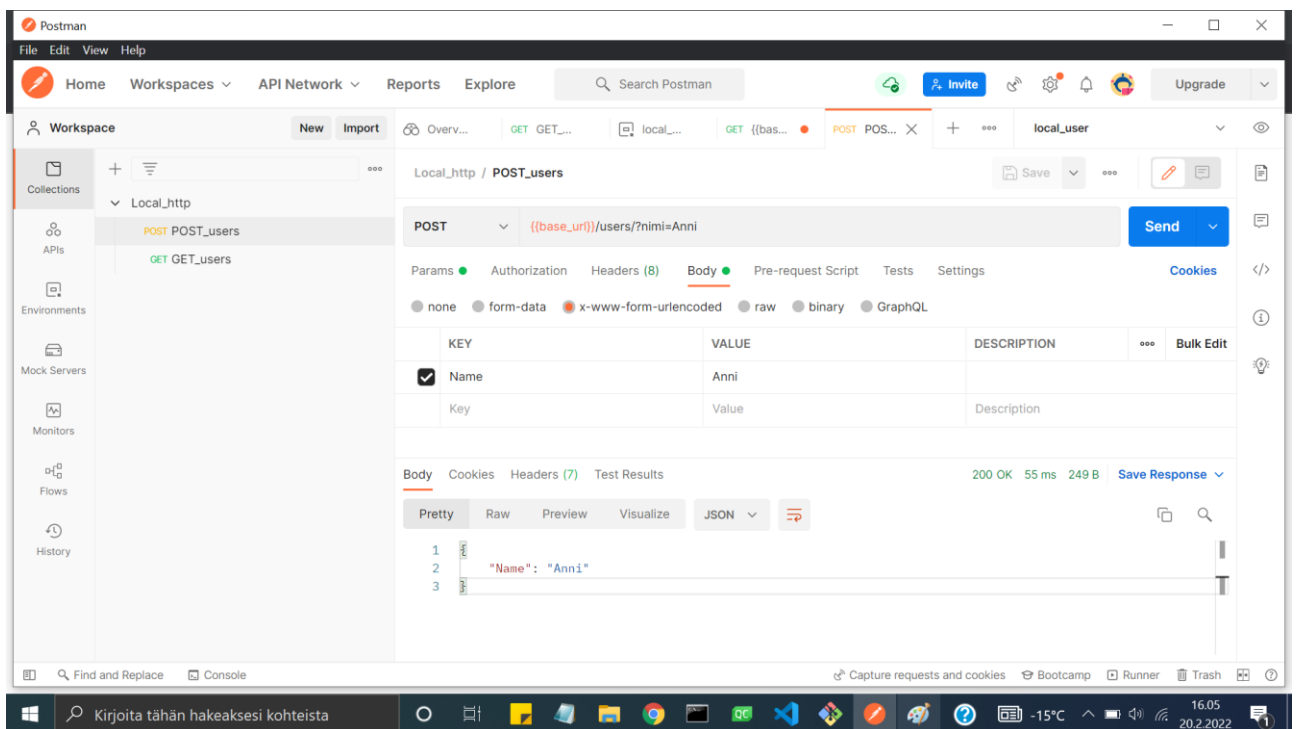 Postman
File Edit View Help
Home Workspaces API Network Reports Explore Search Postman Invite Upgrade
Workspace New Import Overv... GET GET_... local_... GET {{bas... POST POS... local_user
Collections
Local_http / POST_users Save
Local_http
POST POST_users
GET GET_users
APIs
Environments
Mock Servers
Monitors
Flows
History
POST {{base_url}}/users/?nimi=Anni Send
Params Authorization Headers (8) Body Pre-request Script Tests Settings Cookies
none form-data x-www-form-urlencoded raw binary GraphQL
KEY VALUE DESCRIPTION Bulk Edit
Name Anni
Key Value Description
Body Cookies Headers (7) Test Results 200 OK 55 ms 249 B Save Response
Pretty Raw Preview Visualize JSON
1 {
2 "Name": "Anni"
3 }
Find and Replace Console Capture requests and cookies Bootcamp Runner Trash
Kirjoita tähän hakeaksesi kohteista QC -15°C 16.05
20.2.2022 1